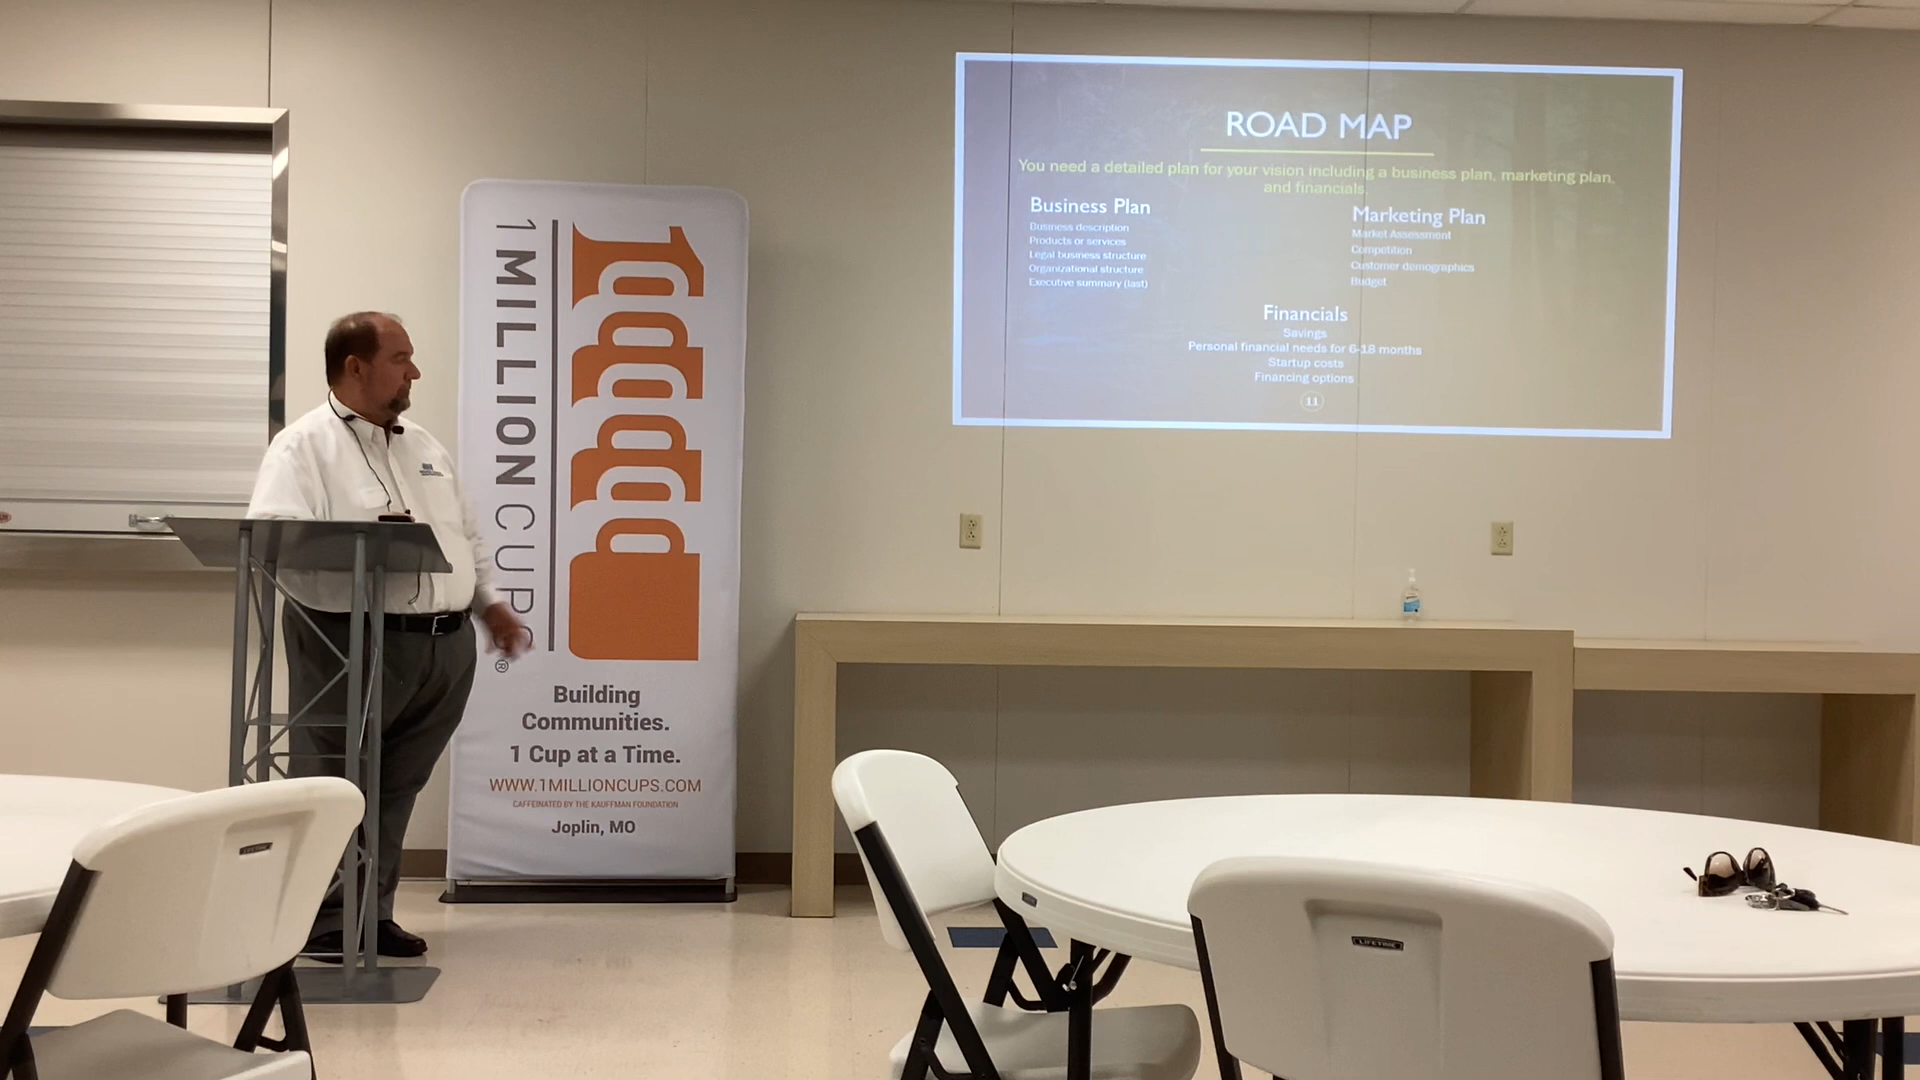 1 MILLION CUPS
®
Building
Communities.
1 Cup at a Time.
WWW.1MILLIONCUPS.COM
CAFFEINATED BY THE KAUFFMAN FOUNDATION
Joplin, MO
ROAD MAP
You need a detailed plan for your vision including a business plan, marketing plan,
and financials.
Business Plan
Business description
Products or services
Legal business structure
Organizational structure
Executive summary (last)
Marketing Plan
Market Assessment
Competition
Customer demographics
Budget
Financials
Savings
Personal financial needs for 6-18 months
Startup costs
Financing options
11
LIFETIME
LIFETIME